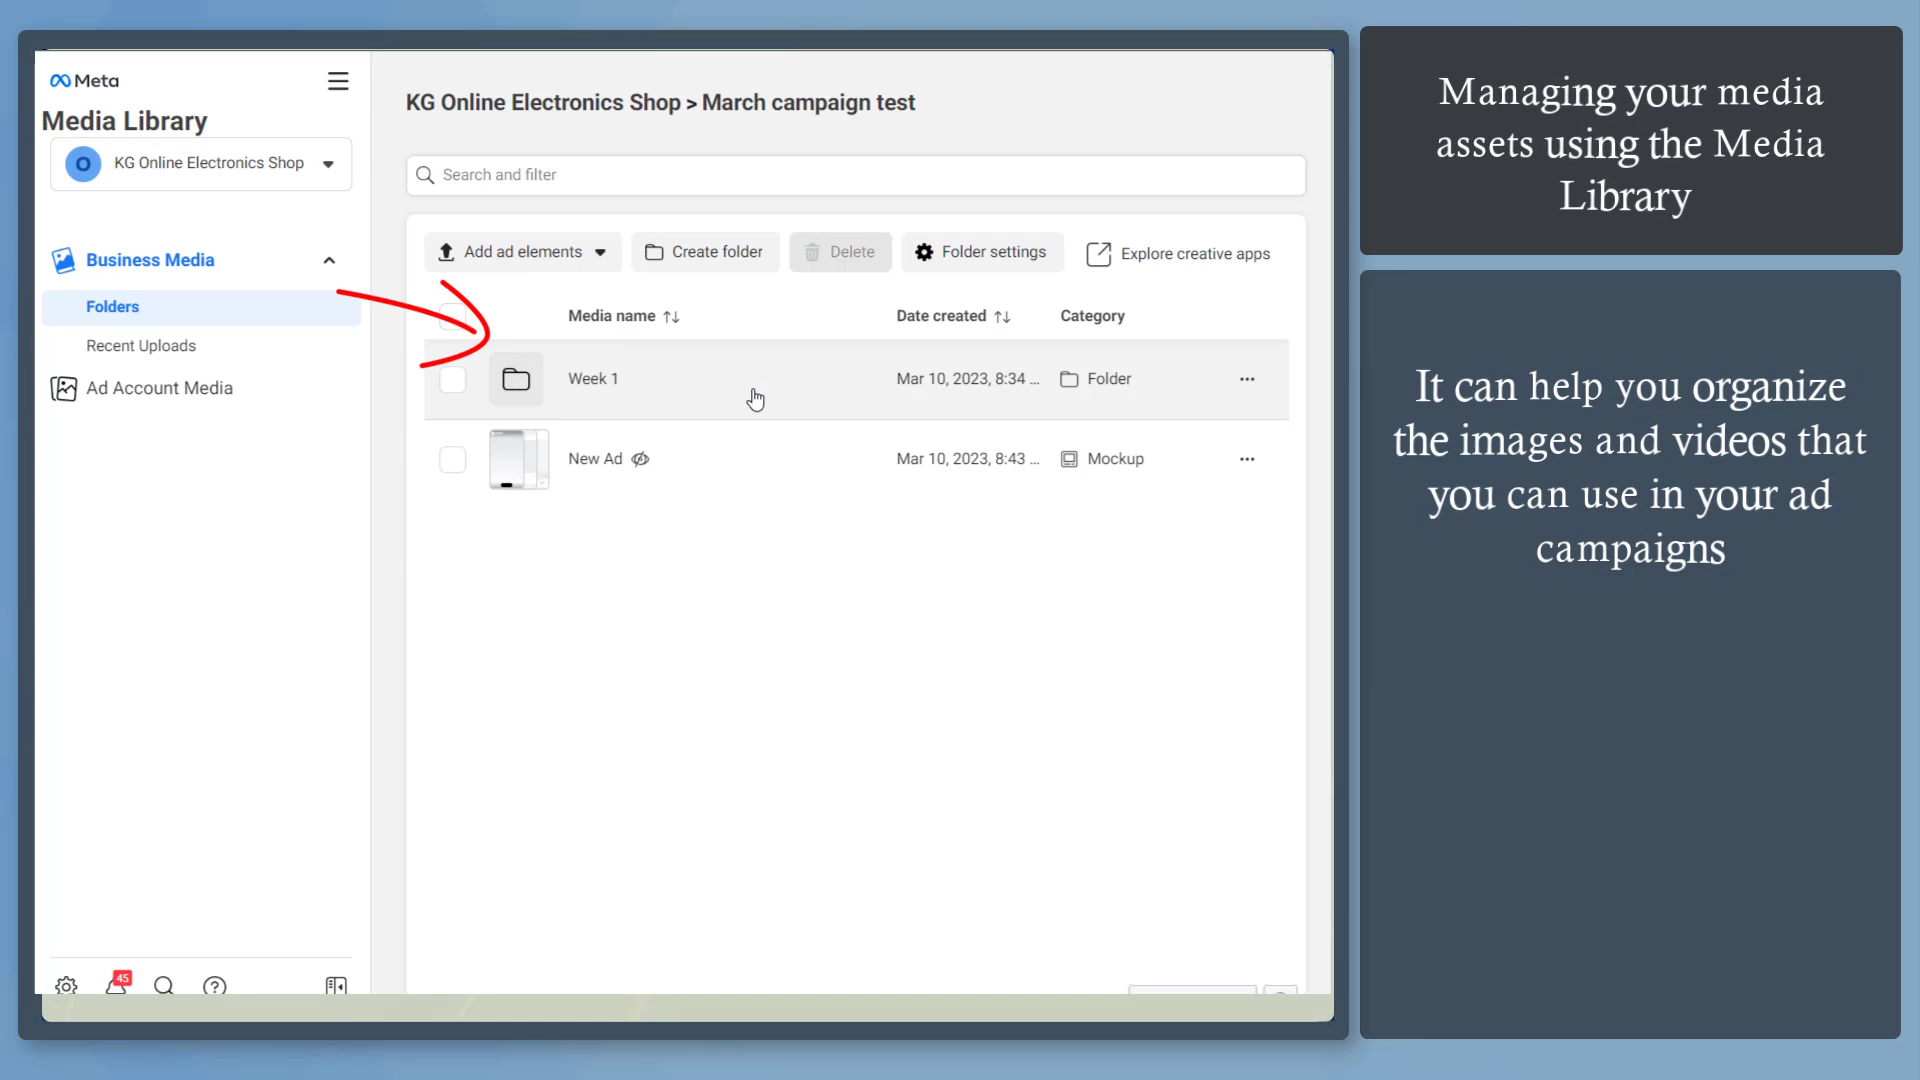 Meta
Media Library
O KG Online Electronics Shop
Business Media
Folders
Recent Uploads
Ad Account Media
45
KG Online Electronics Shop > March campaign test
Search and filter
Add ad elements Create folder Delete Folder settings Explore creative apps
Media name Date created Category
Week 1 Mar 10, 2023, 8:34 ... Folder
New Ad Mar 10, 2023, 8:43 ... Mockup
Managing your media
assets using the Media
Library
It can help you organize
the images and videos that
you can use in your ad
campaigns